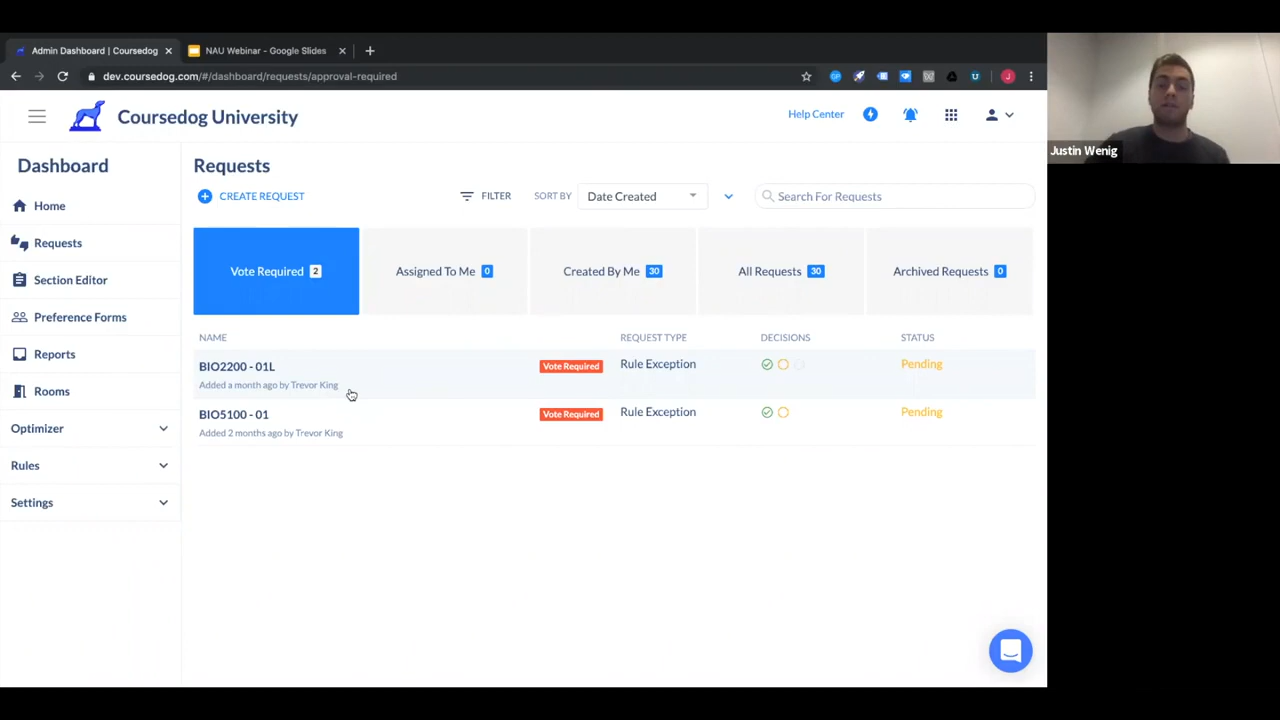 Admin Dashboard | Coursedog
NAU Webinar - Google Slides
dev.coursedog.com/#/dashboard/requests/approval-required
Coursedog University
Help Center
Justin Wenig
Dashboard
Home
Requests
Section Editor
Preference Forms
Reports
Rooms
Optimizer
Rules
Settings
Requests
CREATE REQUEST
FILTER
SORT BY
Date Created
Search For Requests
Vote Required 2
Assigned To Me 0
Created By Me 30
All Requests 30
Archived Requests 0
NAME REQUEST TYPE DECISIONS STATUS
BIO2200 - 01L Vote Required Rule Exception Pending
Added a month ago by Trevor King
BIO5100 - 01 Vote Required Rule Exception Pending
Added 2 months ago by Trevor King